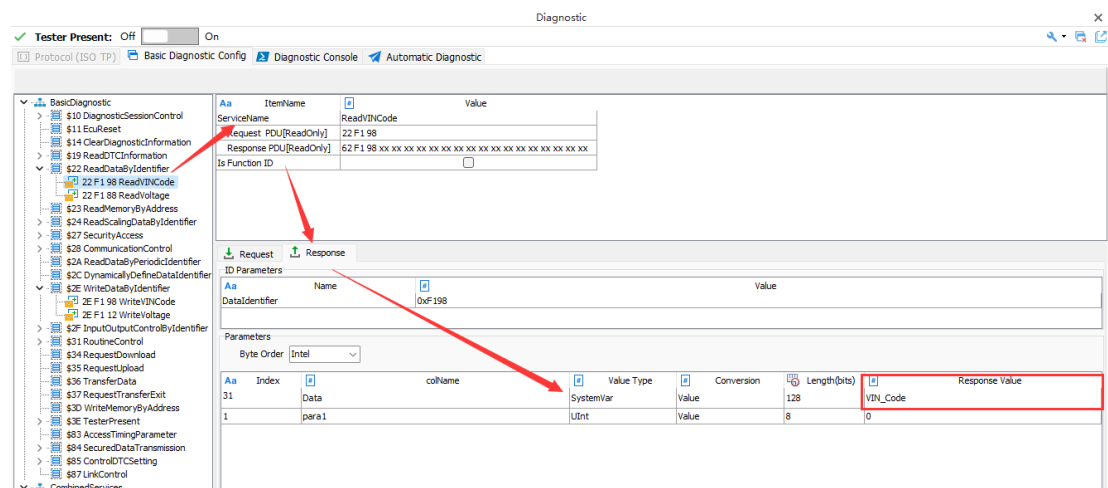 Diagnostic
Tester Present: Off On
Protocol (ISO TP) Basic Diagnostic Config Diagnostic Console Automatic Diagnostic
BasicDiagnostic
$10 DiagnosticSessionControl
$11 EcuReset
$14 ClearDiagnosticInformation
$19 ReadDTCInformation
$22 ReadDataByIdentifier
22 F1 98 ReadVINCode
22 F1 88 ReadVoltage
$23 ReadMemoryByAddress
$24 ReadScalingDataByIdentifier
$27 SecurityAccess
$28 CommunicationControl
$2A ReadDataByPeriodicIdentifier
$2C DynamicallyDefineDataIdentifier
$2E WriteDataByIdentifier
2E F1 98 WriteVINCode
2E F1 12 WriteVoltage
$2F InputOutputControlByIdentifier
$31 RoutineControl
$34 RequestDownload
$35 RequestUpload
$36 TransferData
$37 RequestTransferExit
$3D WriteMemoryByAddress
$3E TesterPresent
$83 AccessTimingParameter
$84 SecuredDataTransmission
$85 ControlDTCSetting
$87 LinkControl
CombinedServices
Aa ItemName # Value
ServiceName ReadVINCode
Request PDU[ReadOnly] 22 F1 98
Response PDU[ReadOnly] 62 F1 98 xx xx xx xx xx xx xx xx xx xx xx xx xx xx xx xx xx
Is Function ID
Request Response
ID Parameters
Aa Name # Value
DataIdentifier 0xF198
Parameters
Byte Order Intel
Aa Index # colName # Value Type # Conversion Length(bits) # Response Value
31 Data SystemVar Value 128 VIN_Code
1 para1 UInt Value 8 0